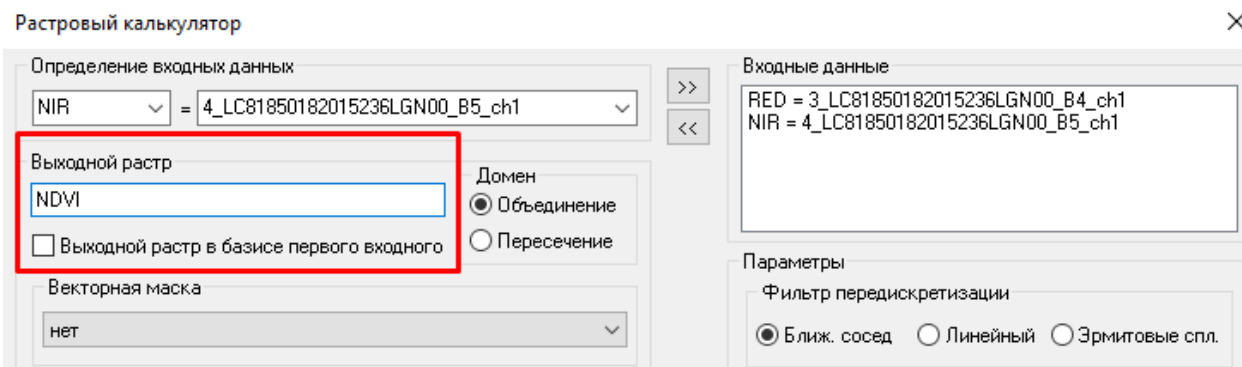 Растровый калькулятор
Определение входных данных
NIR = 4_LC81850182015236LGN00_B5_ch1
>>
<<
Входные данные
RED = 3_LC81850182015236LGN00_B4_ch1
NIR = 4_LC81850182015236LGN00_B5_ch1
Выходной растр
NDVI
Выходной растр в базисе первого входного
Домен
Объединение
Пересечение
Векторная маска
нет
Параметры
Фильтр передискретизации
Ближ. сосед Линейный Эрмитовые спл.